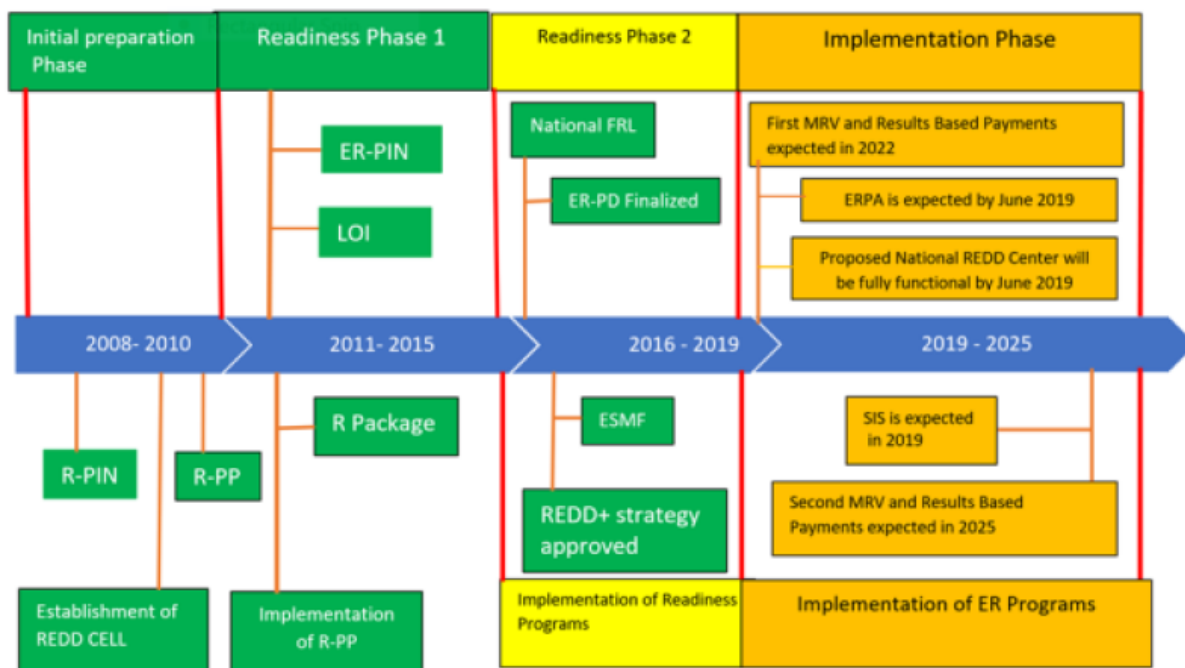 Initial preparation
Phase
Readiness Phase 1
Readiness Phase 2
Implementation Phase
National FRL
First MRV and Results Based Payments
expected in 2022
ER-PIN
ER-PD Finalized
ERPA is expected by June 2019
LOI
Proposed National REDD Center will
be fully functional by June 2019
2008- 2010
2011- 2015
2016 - 2019
2019 - 2025
R Package
ESMF
SIS is expected
in 2019
R-PIN
R-PP
REDD+ strategy
approved
Second MRV and Results Based
Payments expected in 2025
Establishment of
REDD CELL
Implementation
of R-PP
Implementation of Readiness
Programs
Implementation of ER Programs